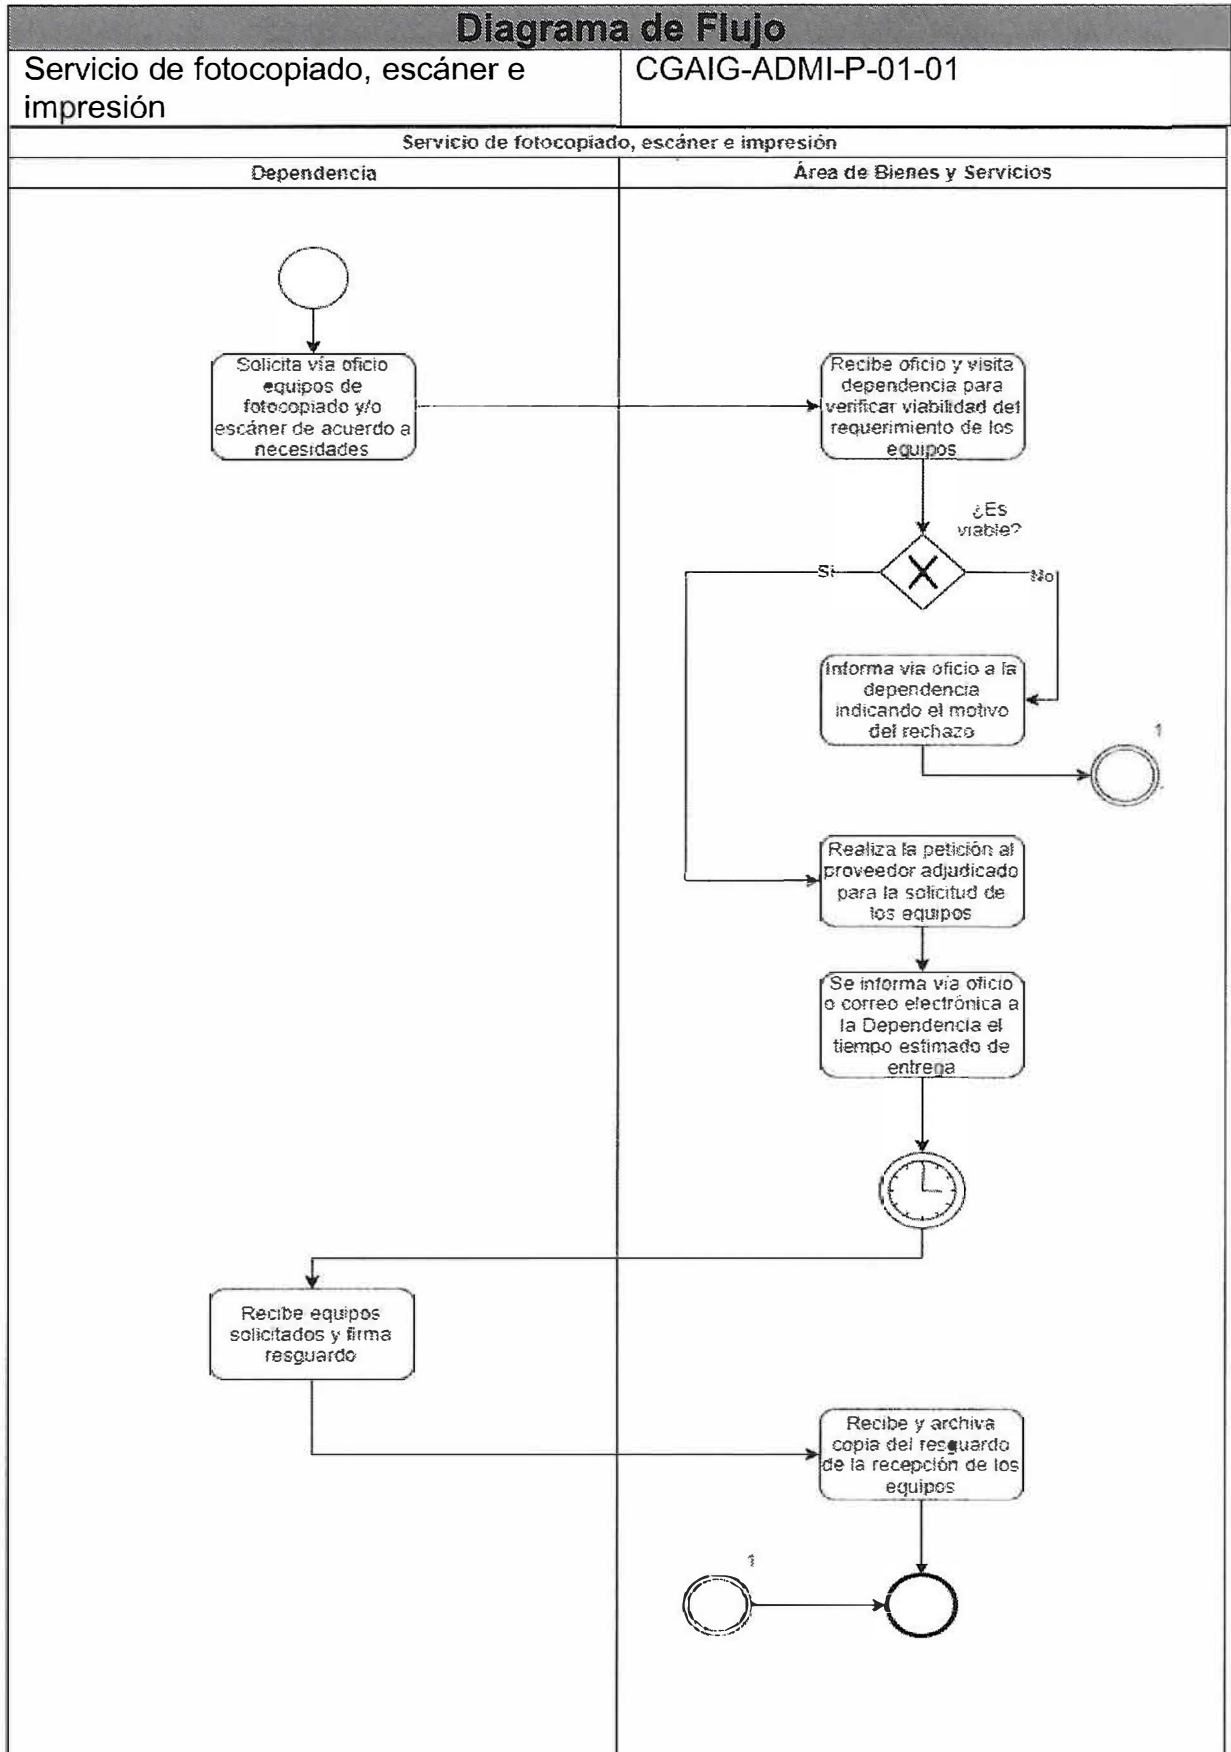 Diagrama de Flujo
Servicio de fotocopiado, escáner e
impresión
CGAIG-ADMI-P-01-01
Servicio de fotocopiado, escáner e impresión
Dependencia
Área de Bienes y Servicios
Solicita vía oficio
equipos de
fotocopiado y/o
escáner de acuerdo a
necesidades
Recibe oficio y visita
dependencia para
verificar viabilidad del
requerimiento de los
equipos
¿Es
viable?
Si
No
Informa via oficio a la
dependencia
indicando el motivo
del rechazo
1
Realiza la petición al
proveedor adjudicado
para la solicitud de
los equipos
Se informa vía oficio
o correo electrónica a
la Dependencia el
tiempo estimado de
entrega
Recibe equipos
solicitados y firma
resguardo
Recibe y archiva
copia del resguardo
de la recepción de los
equipos
1